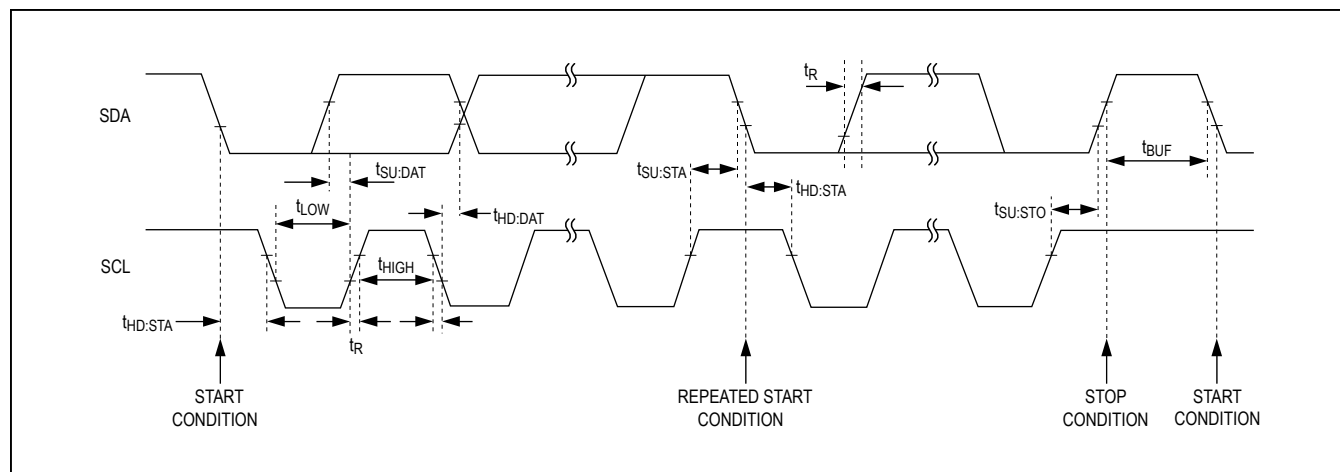 tR
SDA
tSU:DAT
tSU:STA
tBUF
tHD:STA
tLOW
tHD:DAT
tSU:STO
SCL
tHIGH
tHD:STA
tR
START
CONDITION
REPEATED START
CONDITION
STOP
CONDITION
START
CONDITION